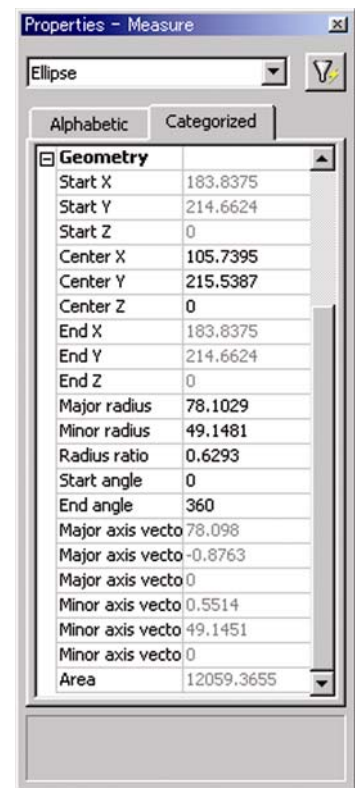 Properties - Measure
Ellipse
Alphabetic Categorized
Geometry
Start X 183.8375
Start Y 214.6624
Start Z 0
Center X 105.7395
Center Y 215.5387
Center Z 0
End X 183.8375
End Y 214.6624
End Z 0
Major radius 78.1029
Minor radius 49.1481
Radius ratio 0.6293
Start angle 0
End angle 360
Major axis vecto 78.098
Major axis vecto -0.8763
Major axis vecto 0
Minor axis vecto 0.5514
Minor axis vecto 49.1451
Minor axis vecto 0
Area 12059.3655